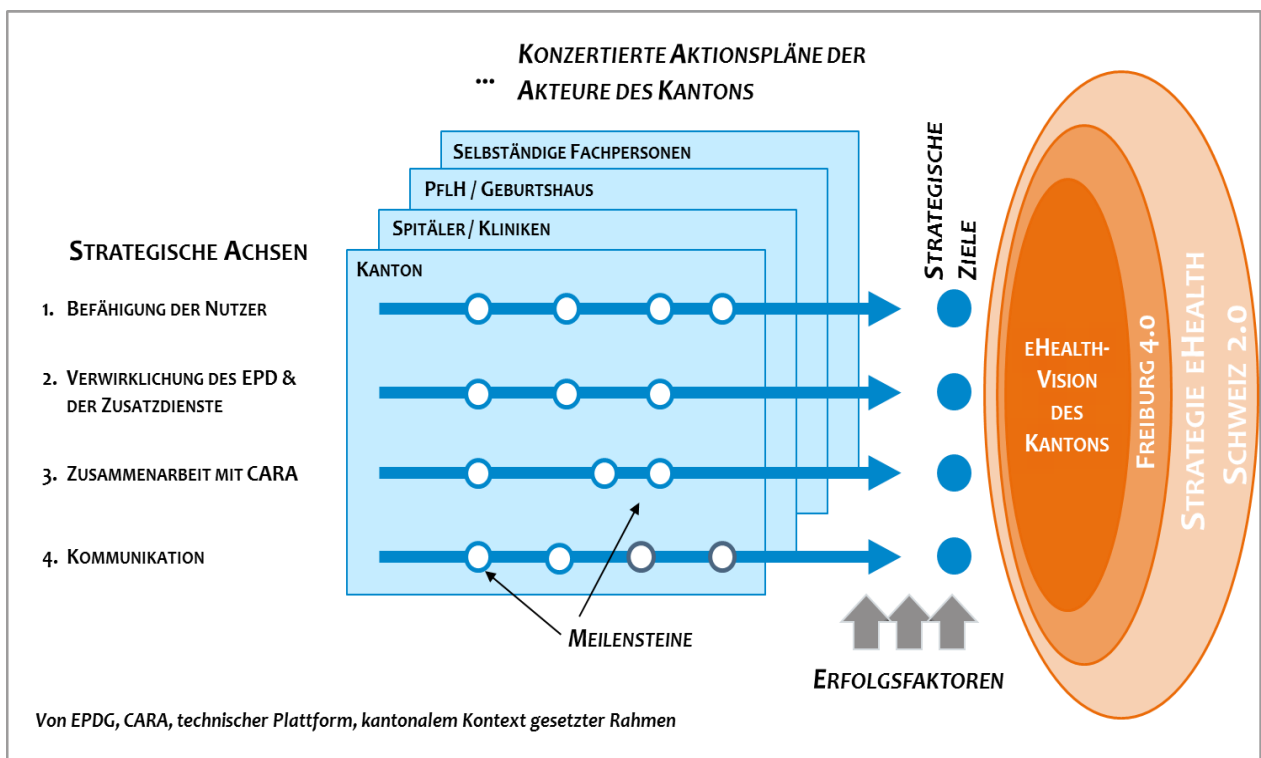 ... Konzertierte Aktionspläne der
Akteure des Kantons
Selbständige Fachpersonen
PflH / Geburtshaus
Spitäler / Kliniken
Kanton
Strategische Achsen
1. Befähigung der Nutzer
2. Verwirklichung des EPD &
der Zusatzdienste
3. Zusammenarbeit mit CARA
4. Kommunikation
Meilensteine
Strategische
Ziele
Erfolgsfaktoren
eHealth-
Vision
des
Kantons
Freiburg 4.0
Strategie eHealth
Schweiz 2.0
Von EPDG, CARA, technischer Plattform, kantonalem Kontext gesetzter Rahmen